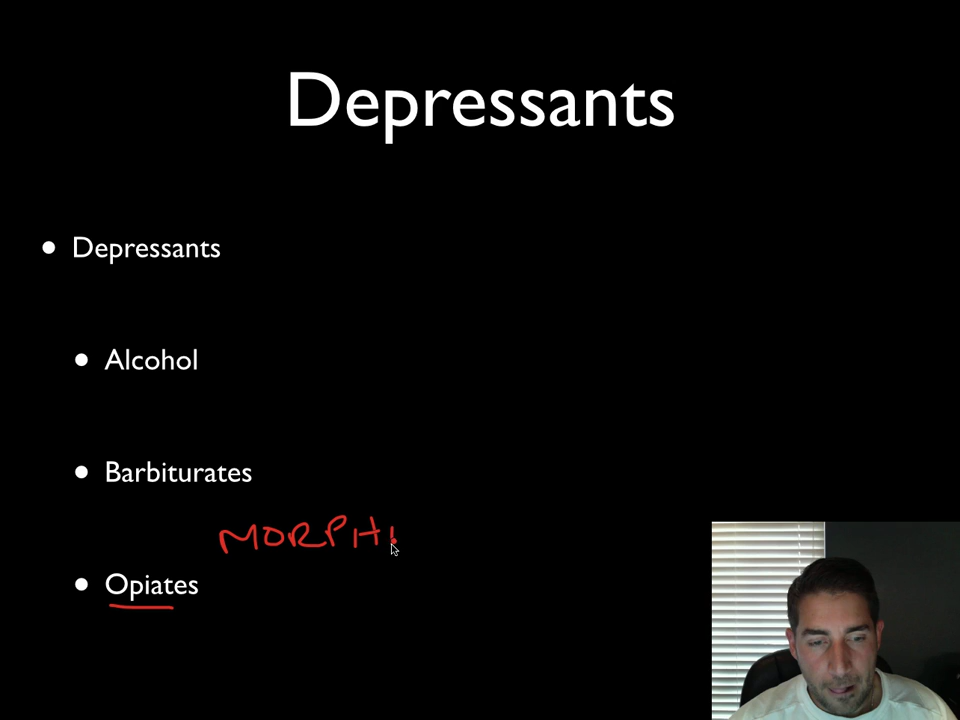 Depressants
• Depressants
• Alcohol
• Barbiturates
MORPHI
• Opiates